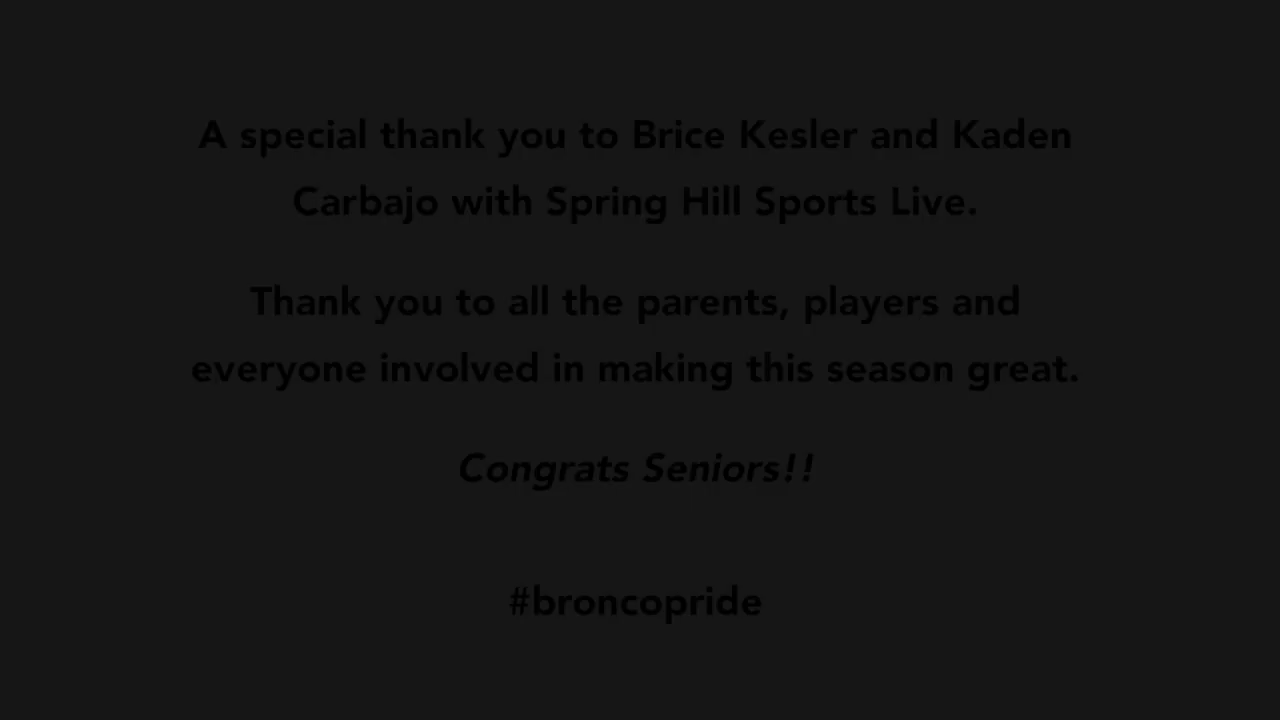 A special thank you to Brice Kesler and Kaden
Carbajo with Spring Hill Sports Live.
Thank you to all the parents, players and
everyone involved in making this season great.
Congrats Seniors!!
#broncopride